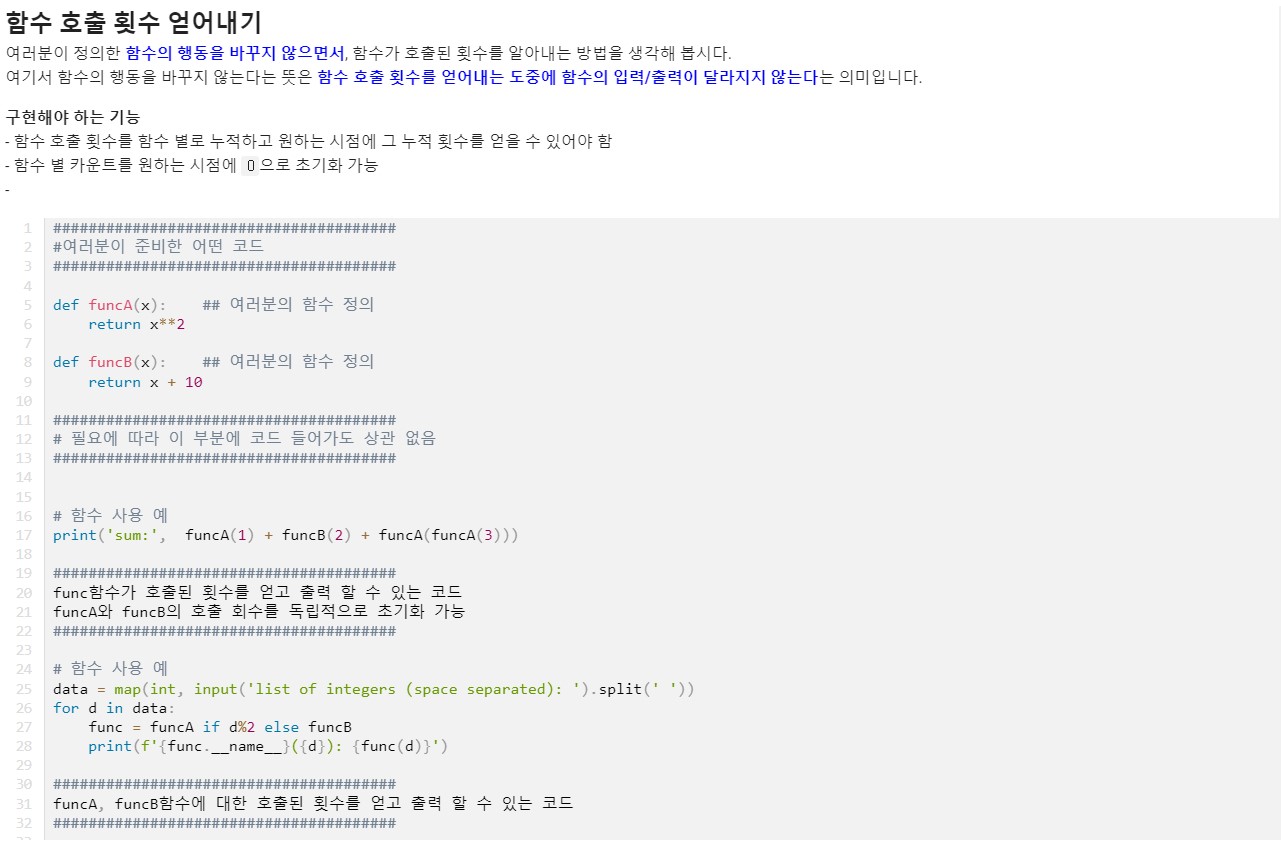 함수 호출 횟수 얻어내기
여러분이 정의한 함수의 행동을 바꾸지 않으면서, 함수가 호출된 횟수를 알아내는 방법을 생각해 봅시다.
여기서 함수의 행동을 바꾸지 않는다는 뜻은 함수 호출 횟수를 얻어내는 도중에 함수의 입력/출력이 달라지지 않는다는 의미입니다.
구현해야 하는 기능
- 함수 호출 횟수를 함수 별로 누적하고 원하는 시점에 그 누적 횟수를 얻을 수 있어야 함
- 함수 별 카운트를 원하는 시점에 0으로 초기화 가능
-
1 #######################################
2 #여러분이 준비한 어떤 코드
3 #######################################
4
5 def funcA(x):    ## 여러분의 함수 정의
6     return x**2
7
8 def funcB(x):    ## 여러분의 함수 정의
9     return x + 10
10
11 #######################################
12 # 필요에 따라 이 부분에 코드 들어가도 상관 없음
13 #######################################
14
15
16 # 함수 사용 예
17 print('sum:',  funcA(1) + funcB(2) + funcA(funcA(3)))
18
19 #######################################
20 func함수가 호출된 횟수를 얻고 출력 할 수 있는 코드
21 funcA와 funcB의 호출 회수를 독립적으로 초기화 가능
22 #######################################
23
24 # 함수 사용 예
25 data = map(int, input('list of integers (space separated): ').split(' '))
26 for d in data:
27     func = funcA if d%2 else funcB
28     print(f'{func.__name__}({d}): {func(d)}')
29
30 #######################################
31 funcA, funcB함수에 대한 호출된 횟수를 얻고 출력 할 수 있는 코드
32 #######################################